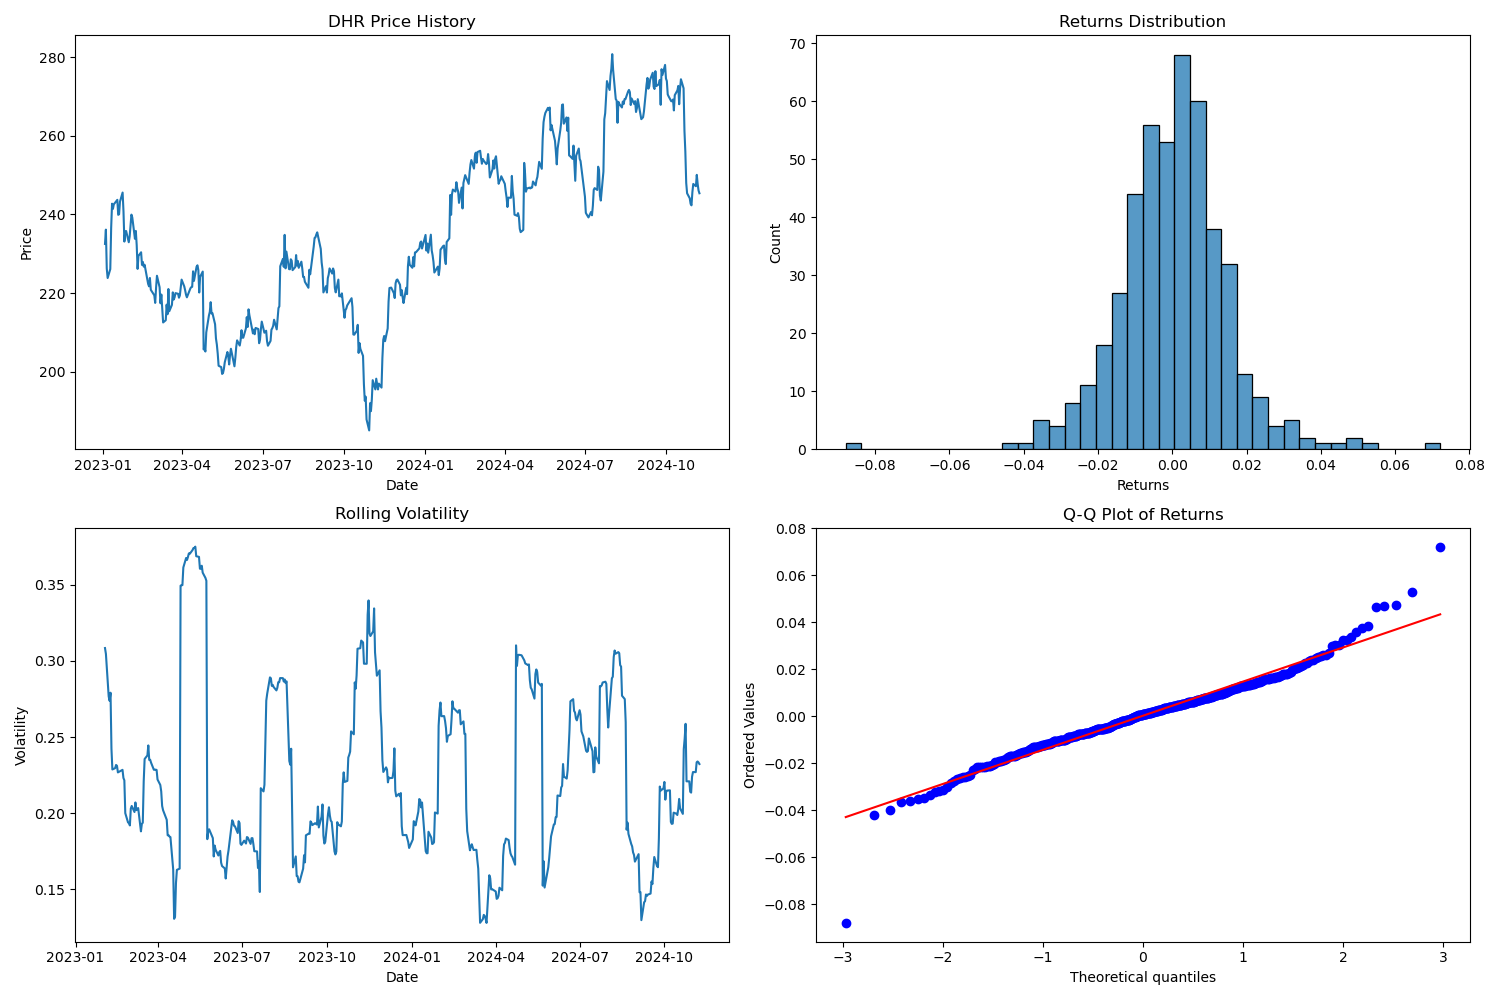 DHR Price History
280
260
240
220
200
Price
2023-01 2023-04 2023-07 2023-10 2024-01 2024-04 2024-07 2024-10
Date
Returns Distribution
70
60
50
40
30
20
10
0
Count
−0.08 −0.06 −0.04 −0.02 0.00 0.02 0.04 0.06 0.08
Returns
Rolling Volatility
0.35
0.30
0.25
0.20
0.15
Volatility
2023-01 2023-04 2023-07 2023-10 2024-01 2024-04 2024-07 2024-10
Date
Q-Q Plot of Returns
0.08
0.06
0.04
0.02
0.00
−0.02
−0.04
−0.06
−0.08
Ordered Values
−3 −2 −1 0 1 2 3
Theoretical quantiles